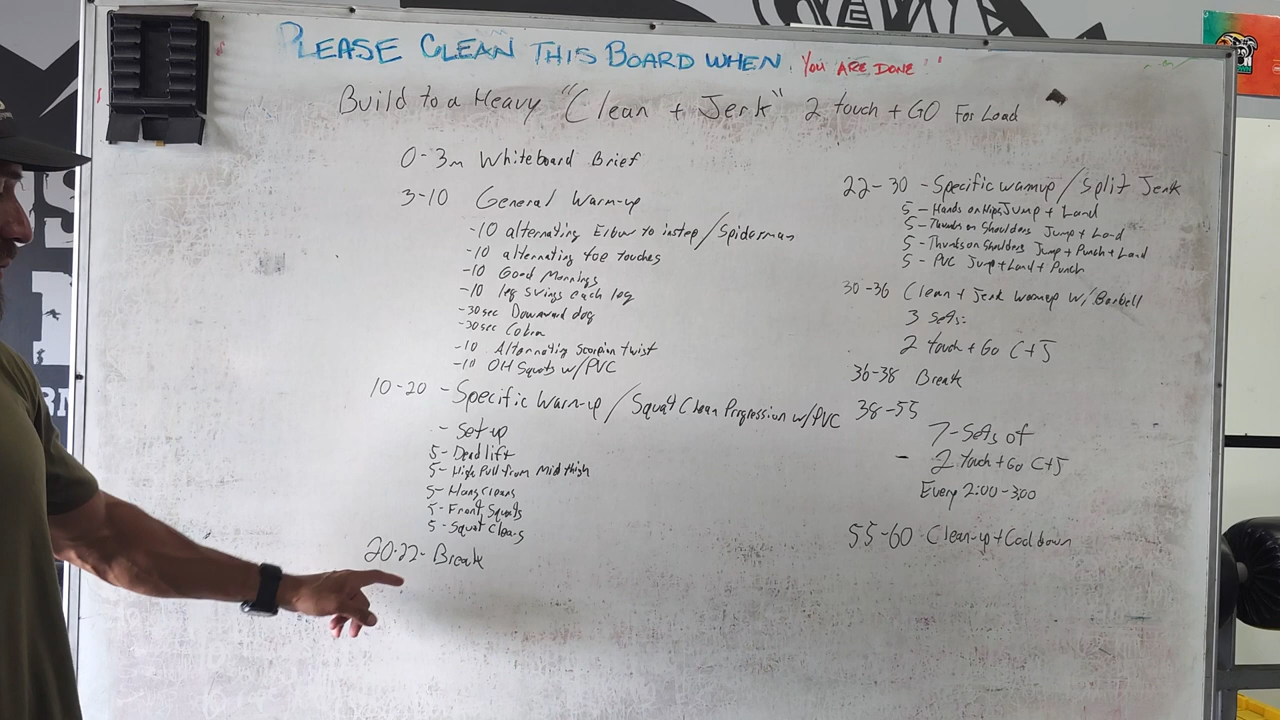 PLEASE CLEAN THIS BOARD WHEN YOU ARE DONE!!
Build to a Heavy "Clean + Jerk" 2 touch + GO For Load
0-3m Whiteboard Brief
3-10 General Warm-up
-10 alternating Elbow to instep/Spiderman
-10 alternating toe touches
-10 Good Mornings
-10 leg swings each leg
-30sec Downward dog
-30sec Cobra
-10 Alternating Scorpion twist
-10 OH Squats w/PVC
10-20 - Specific Warm-up / Squat Clean Progression w/PVC
- Set up
5- Deadlift
5- High Pull from Mid thigh
5- Hang cleans
5- Front Squats
5- Squat Cleans
20-22- Break
22-30 - Specific warmup / Split Jerk
5 - Hands on Hips Jump + Land
5 - Thumbs on Shoulders Jump + Land
5 - Thumbs on Shoulders Jump + Punch + Land
5 - PVC Jump + Land + Punch
30-36 Clean + Jerk warmup w/Barbell
3 Sets:
2 touch + Go C+J
36-38 Break
38-55
7-Sets of
- 2 Touch + Go C+J
Every 2:00-3:00
55-60 Clean-up + Cooldown